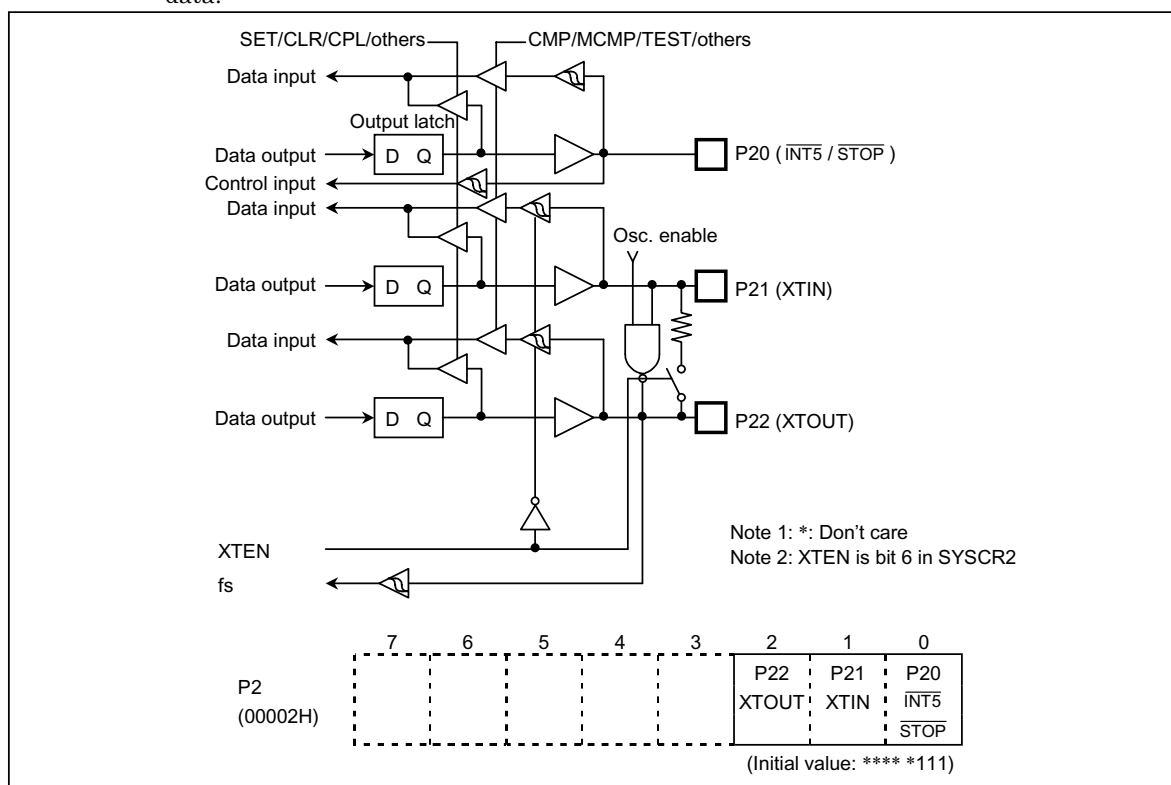 data.
SET/CLR/CPL/others
CMP/MCMP/TEST/others
Data input
Output latch
Data output
D Q
P20 ( INT5 / STOP )
Control input
Data input
Osc. enable
Data output
D Q
P21 (XTIN)
Data input
Data output
D Q
P22 (XTOUT)
Note 1: *: Don’t care
XTEN
Note 2: XTEN is bit 6 in SYSCR2
fs
7 6 5 4 3 2 1 0
P2
(00002H)
P22 P21 P20
XTOUT XTIN INT5
STOP
(Initial value: **** *111)